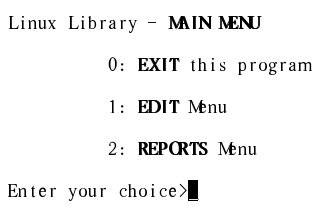 Linux Library - MAIN MENU
0: EXIT this program
1: EDIT Menu
2: REPORTS Menu
Enter your choice>